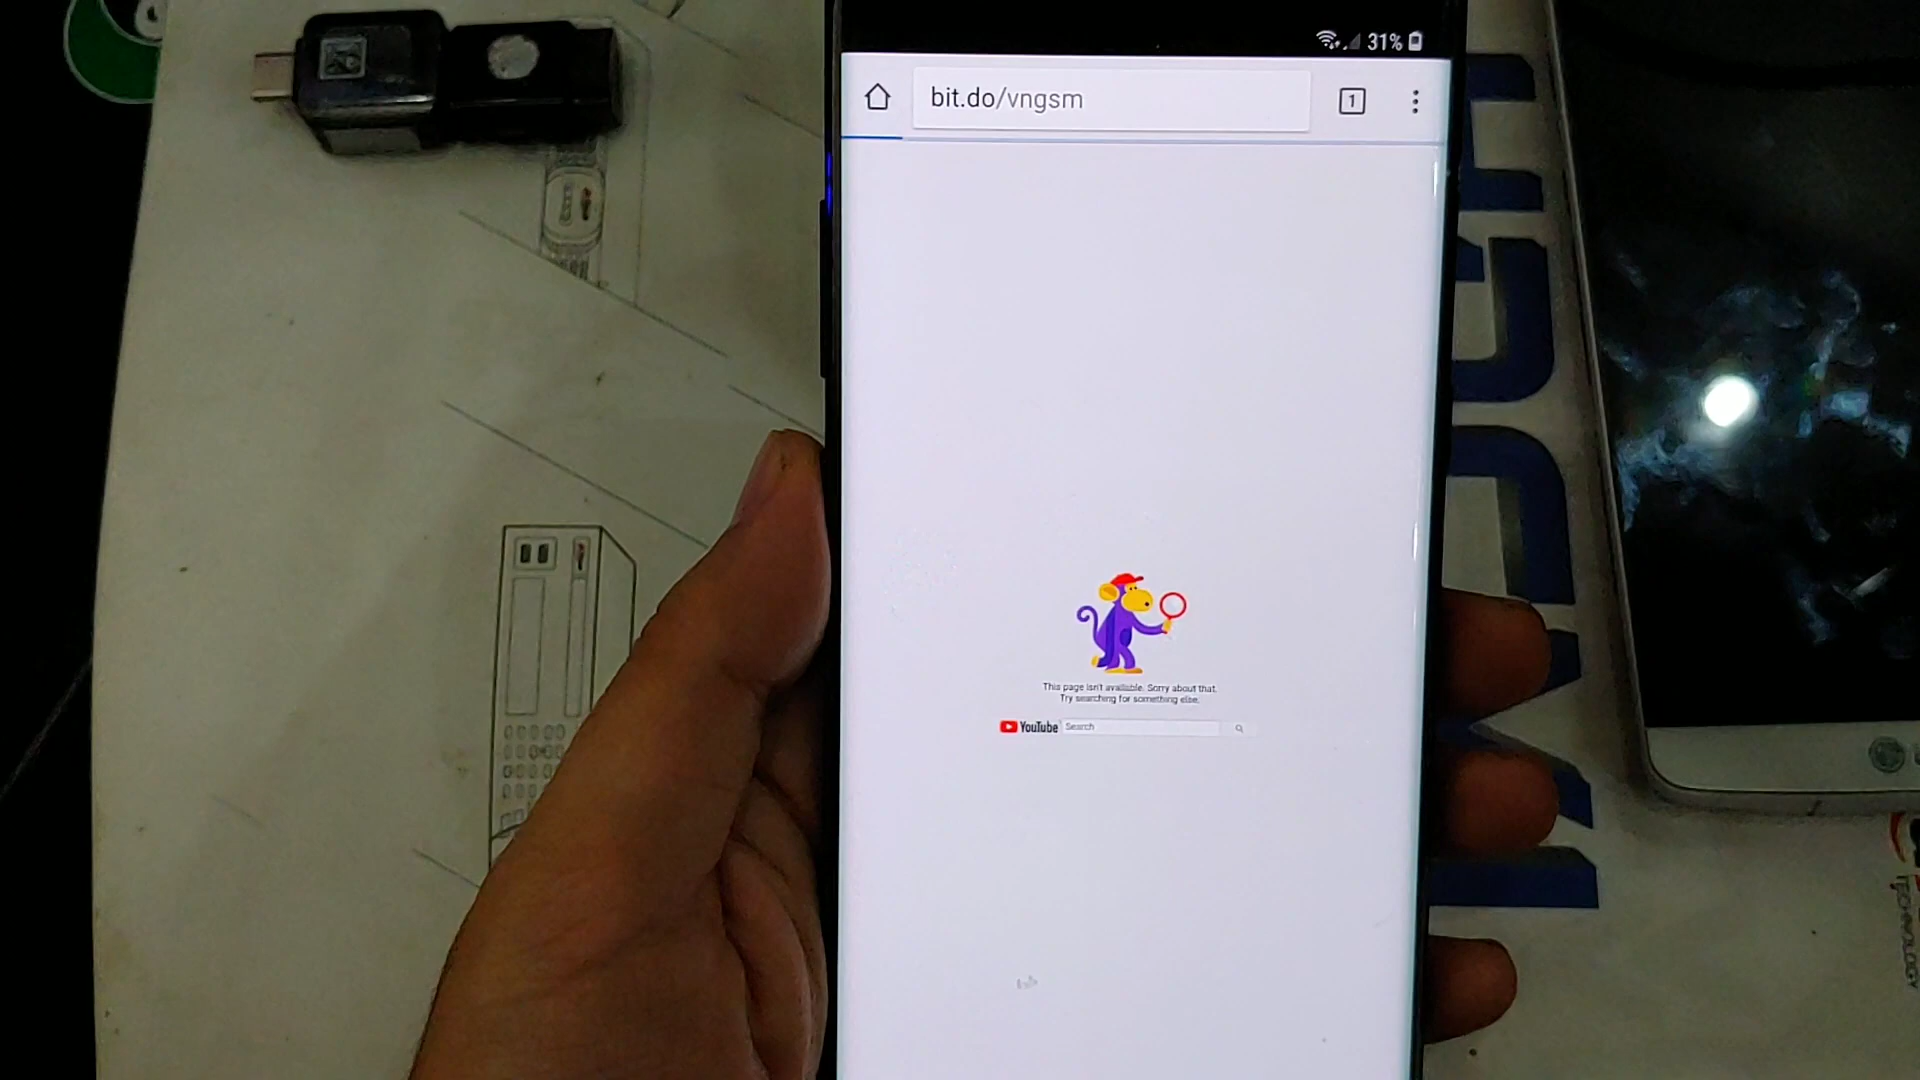 31%
bit.do/vngsm
1
This page isn't available. Sorry about that.
Try searching for something else.
YouTube Search
TECHNOLOGY